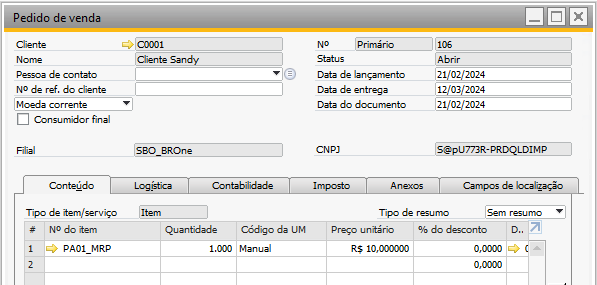 Pedido de venda
Cliente C0001 Nº Primário 106
Nome Cliente Sandy Status Abrir
Pessoa de contato Data de lançamento 21/02/2024
Nº de ref. do cliente Data de entrega 12/03/2024
Moeda corrente Data do documento 21/02/2024
Consumidor final
Filial SBO_BROne CNPJ S@pU773R-PRDQLDIMP
Conteúdo Logística Contabilidade Imposto Anexos Campos de localização
Tipo de item/serviço Item Tipo de resumo Sem resumo
# Nº do item Quantidade Código da UM Preço unitário % do desconto D..
1 PA01_MRP 1.000 Manual R$ 10,000000 0,0000
2 0,0000